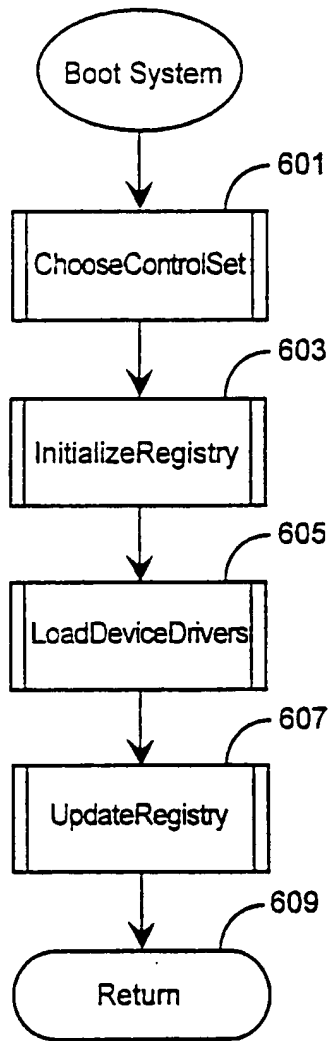 Boot System
601
ChooseControlSet
603
InitializeRegistry
605
LoadDeviceDrivers
607
UpdateRegistry
609
Return